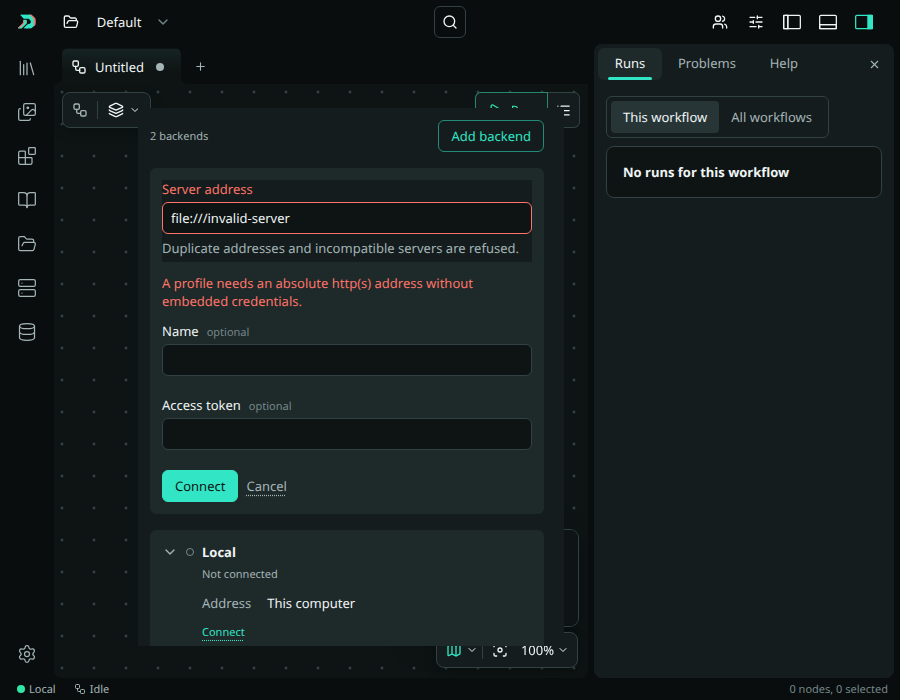 Default
Untitled
Runs
Problems
Help
This workflow
All workflows
No runs for this workflow
2 backends
Add backend
Server address
file:///invalid-server
Duplicate addresses and incompatible servers are refused.
A profile needs an absolute http(s) address without
embedded credentials.
Name optional
Access token optional
Connect
Cancel
Local
Not connected
Address This computer
Connect
100%
Local
Idle
0 nodes, 0 selected